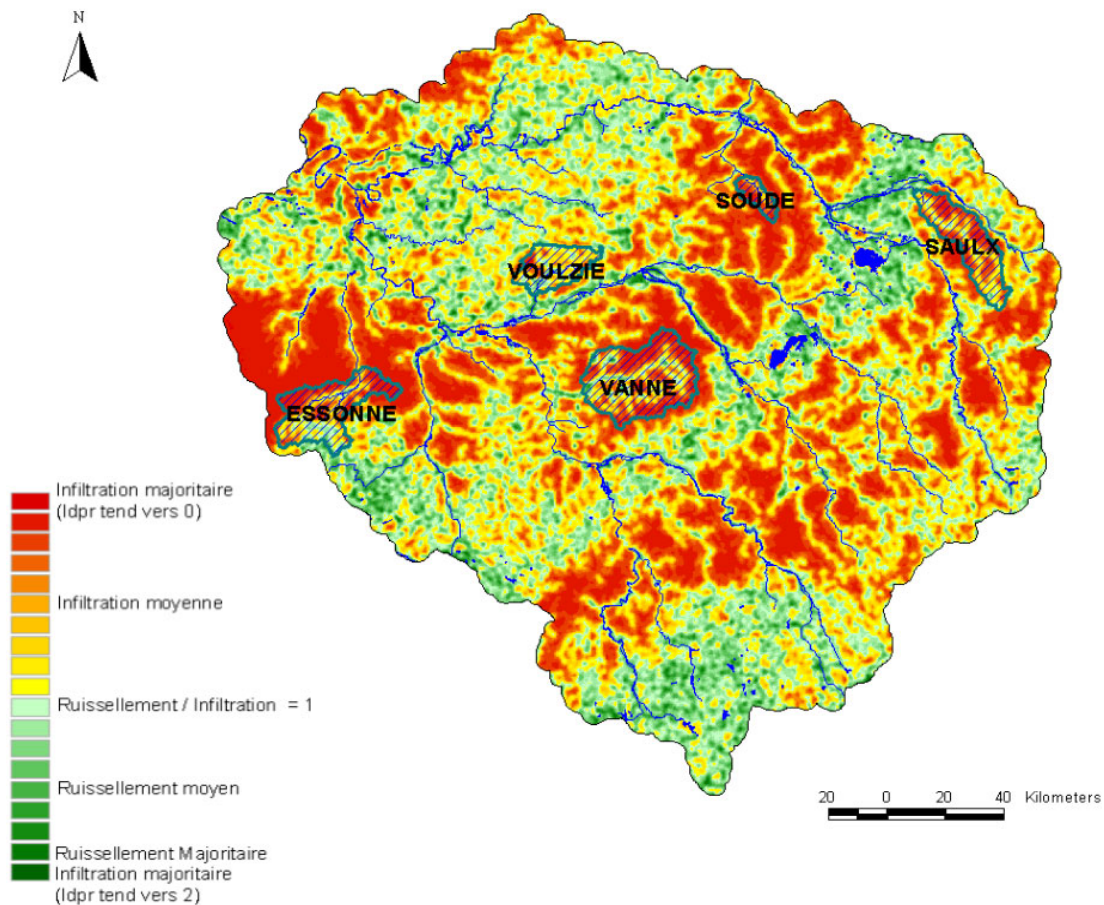 N
SOUDE
SAULX
VOULZIE
VANNE
ESSONNE
Infiltration majoritaire
(Idpr tend vers 0)
Infiltration moyenne
Ruissellement / Infiltration = 1
Ruissellement moyen
Ruissellement Majoritaire
Infiltration majoritaire
(Idpr tend vers 2)
20 0 20 40 Kilometers